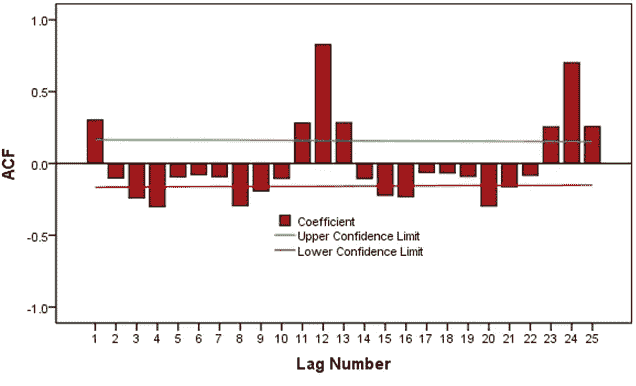 1.0
0.5
0.0
-0.5
-1.0
ACF
Coefficient
Upper Confidence Limit
Lower Confidence Limit
1 2 3 4 5 6 7 8 9 10 11 12 13 14 15 16 17 18 19 20 21 22 23 24 25
Lag Number